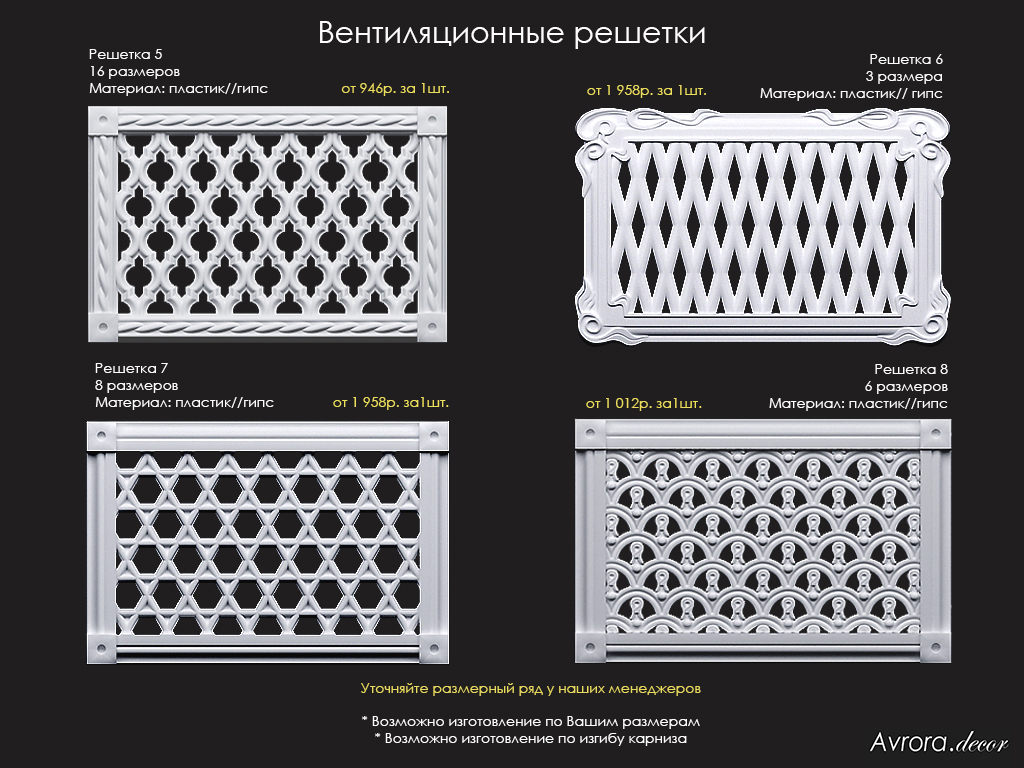 Вентиляционные решетки
Решетка 5
16 размеров
Материал: пластик//гипс
от 946р. за 1шт.
Решетка 6
3 размера
Материал: пластик// гипс
от 1 958р. за 1шт.
Решетка 7
8 размеров
Материал: пластик//гипс
от 1 958р. за1шт.
Решетка 8
6 размеров
Материал: пластик//гипс
от 1 012р. за1шт.
Уточняйте размерный ряд у наших менеджеров
* Возможно изготовление по Вашим размерам
* Возможно изготовление по изгибу карниза
Avrora.decor